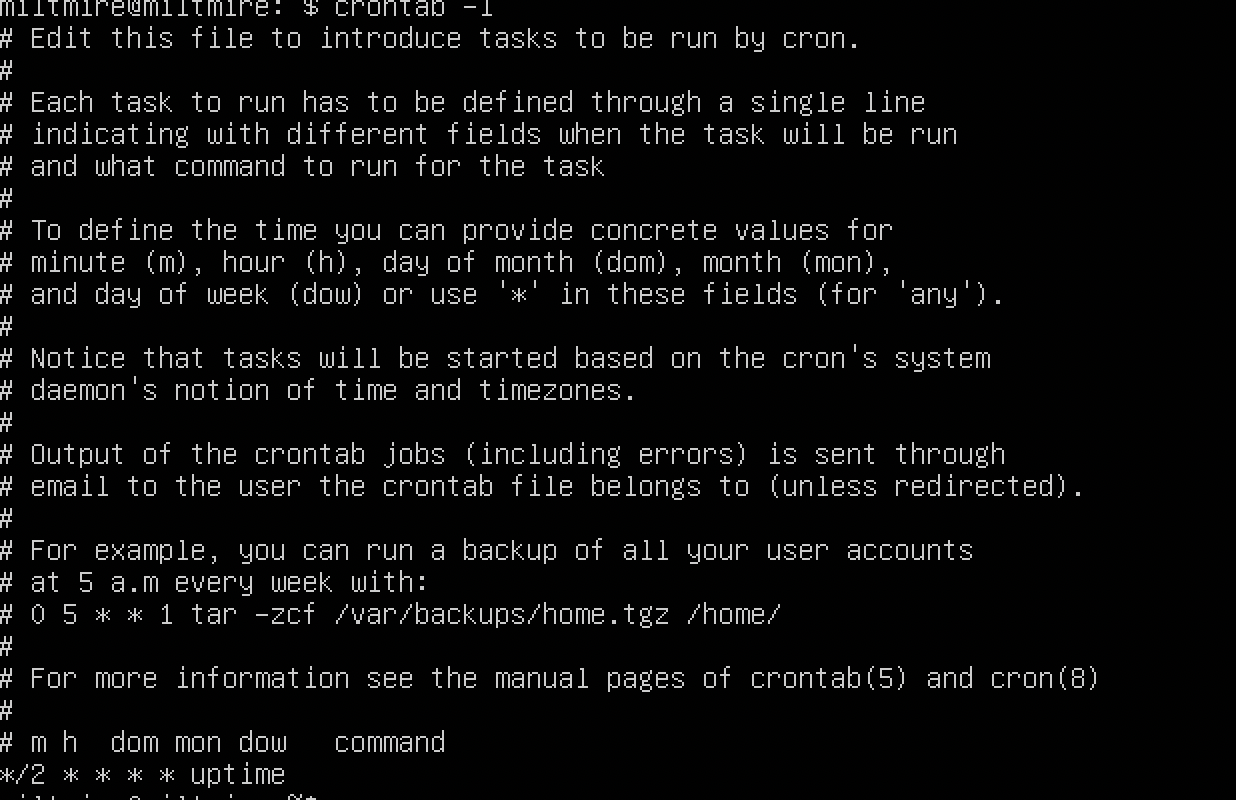 miltmire@miltmire: $ crontab -l
# Edit this file to introduce tasks to be run by cron.
#
# Each task to run has to be defined through a single line
# indicating with different fields when the task will be run
# and what command to run for the task
#
# To define the time you can provide concrete values for
# minute (m), hour (h), day of month (dom), month (mon),
# and day of week (dow) or use '*' in these fields (for 'any').
#
# Notice that tasks will be started based on the cron's system
# daemon's notion of time and timezones.
#
# Output of the crontab jobs (including errors) is sent through
# email to the user the crontab file belongs to (unless redirected).
#
# For example, you can run a backup of all your user accounts
# at 5 a.m every week with:
# 0 5 * * 1 tar -zcf /var/backups/home.tgz /home/
#
# For more information see the manual pages of crontab(5) and cron(8)
#
# m h  dom mon dow   command
*/2 * * * * uptime